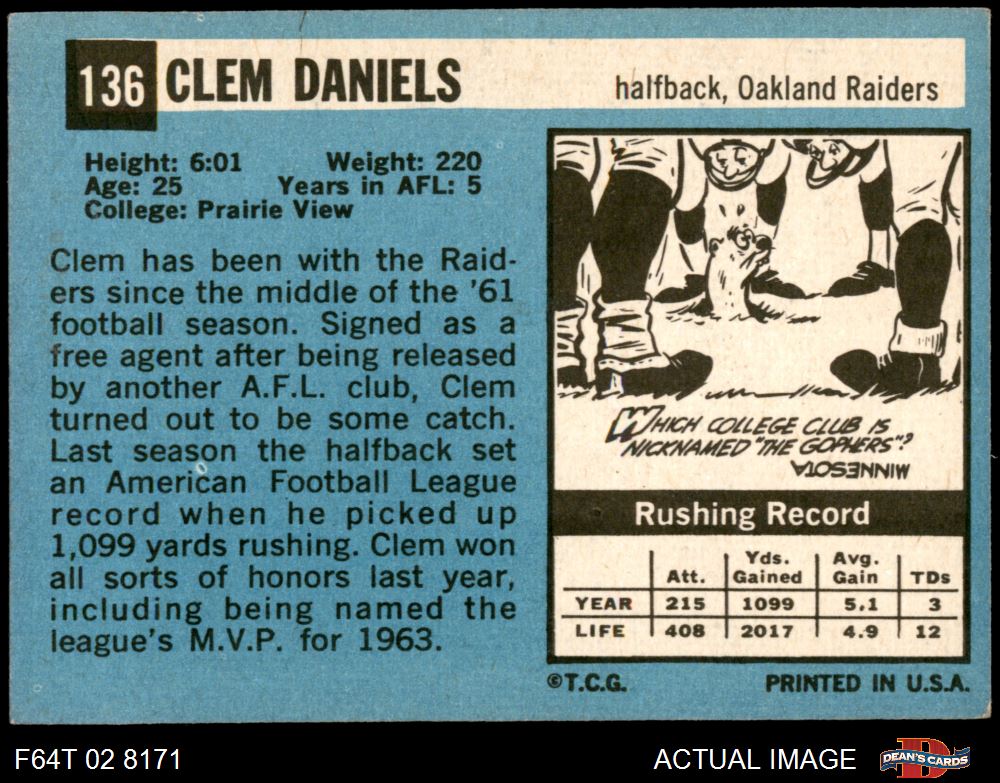 136 CLEM DANIELS
halfback, Oakland Raiders
Height: 6:01 Weight: 220
Age: 25 Years in AFL: 5
College: Prairie View
Clem has been with the Raid-
ers since the middle of the '61
football season. Signed as a
free agent after being released
by another A.F.L. club, Clem
turned out to be some catch.
Last season the halfback set
an American Football League
record when he picked up
1,099 yards rushing. Clem won
all sorts of honors last year,
including being named the
league's M.V.P. for 1963.
WHICH COLLEGE CLUB IS
NICKNAMED "THE GOPHERS"?
MINNESOTA
Rushing Record
Att. Yds. Gained Avg. Gain TDs
YEAR 215 1099 5.1 3
LIFE 408 2017 4.9 12
©T.C.G. PRINTED IN U.S.A.
F64T 02 8171 ACTUAL IMAGE DEAN'S CARDS